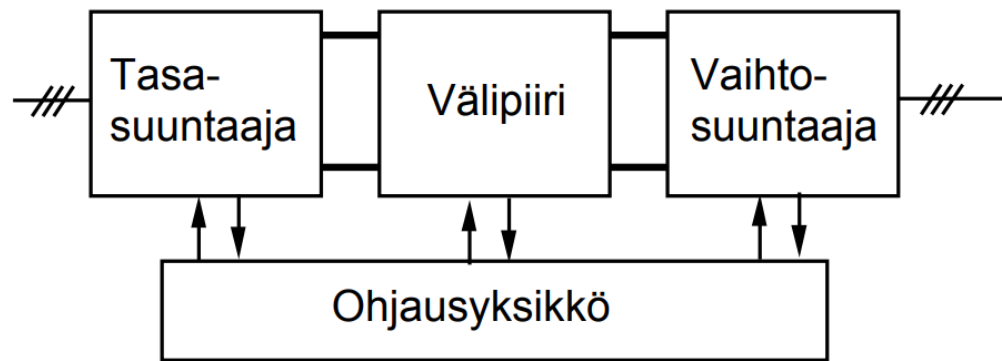 Tasa-
suuntaaja
Välipiiri
Vaihto-
suuntaaja
Ohjausyksikkö